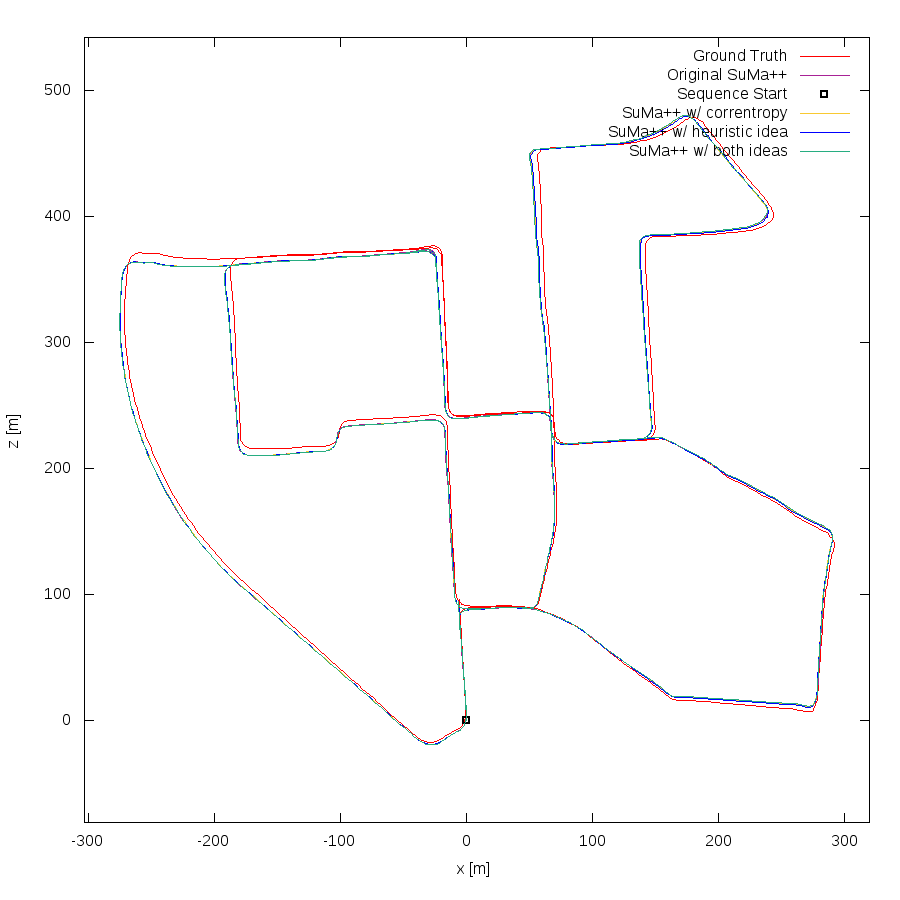 500
400
300
200
100
0
z [m]
-300 -200 -100 0 100 200 300
x [m]
Ground Truth
Original SuMa++
Sequence Start
SuMa++ w/ correntropy
SuMa++ w/ heuristic idea
SuMa++ w/ both ideas